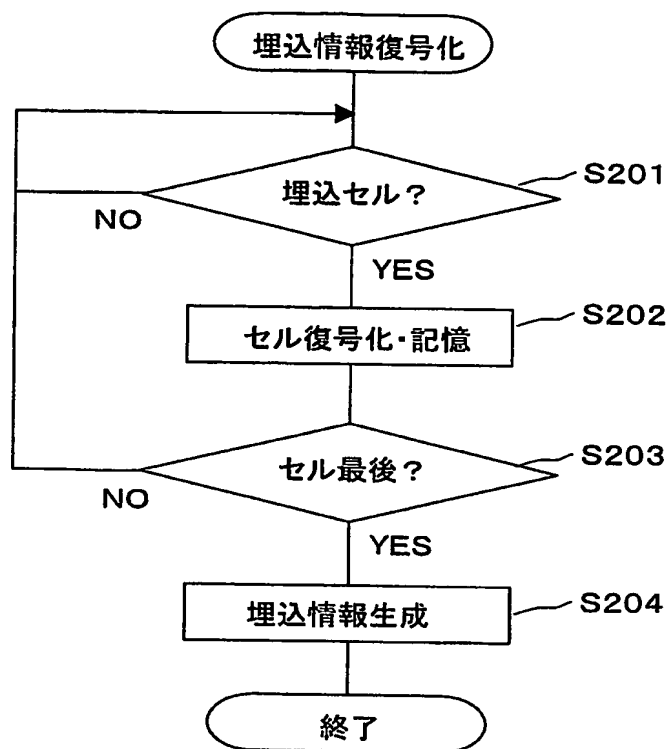 埋込情報復号化
埋込セル？
S201
NO
YES
セル復号化・記憶
S202
セル最後？
S203
NO
YES
埋込情報生成
S204
終了